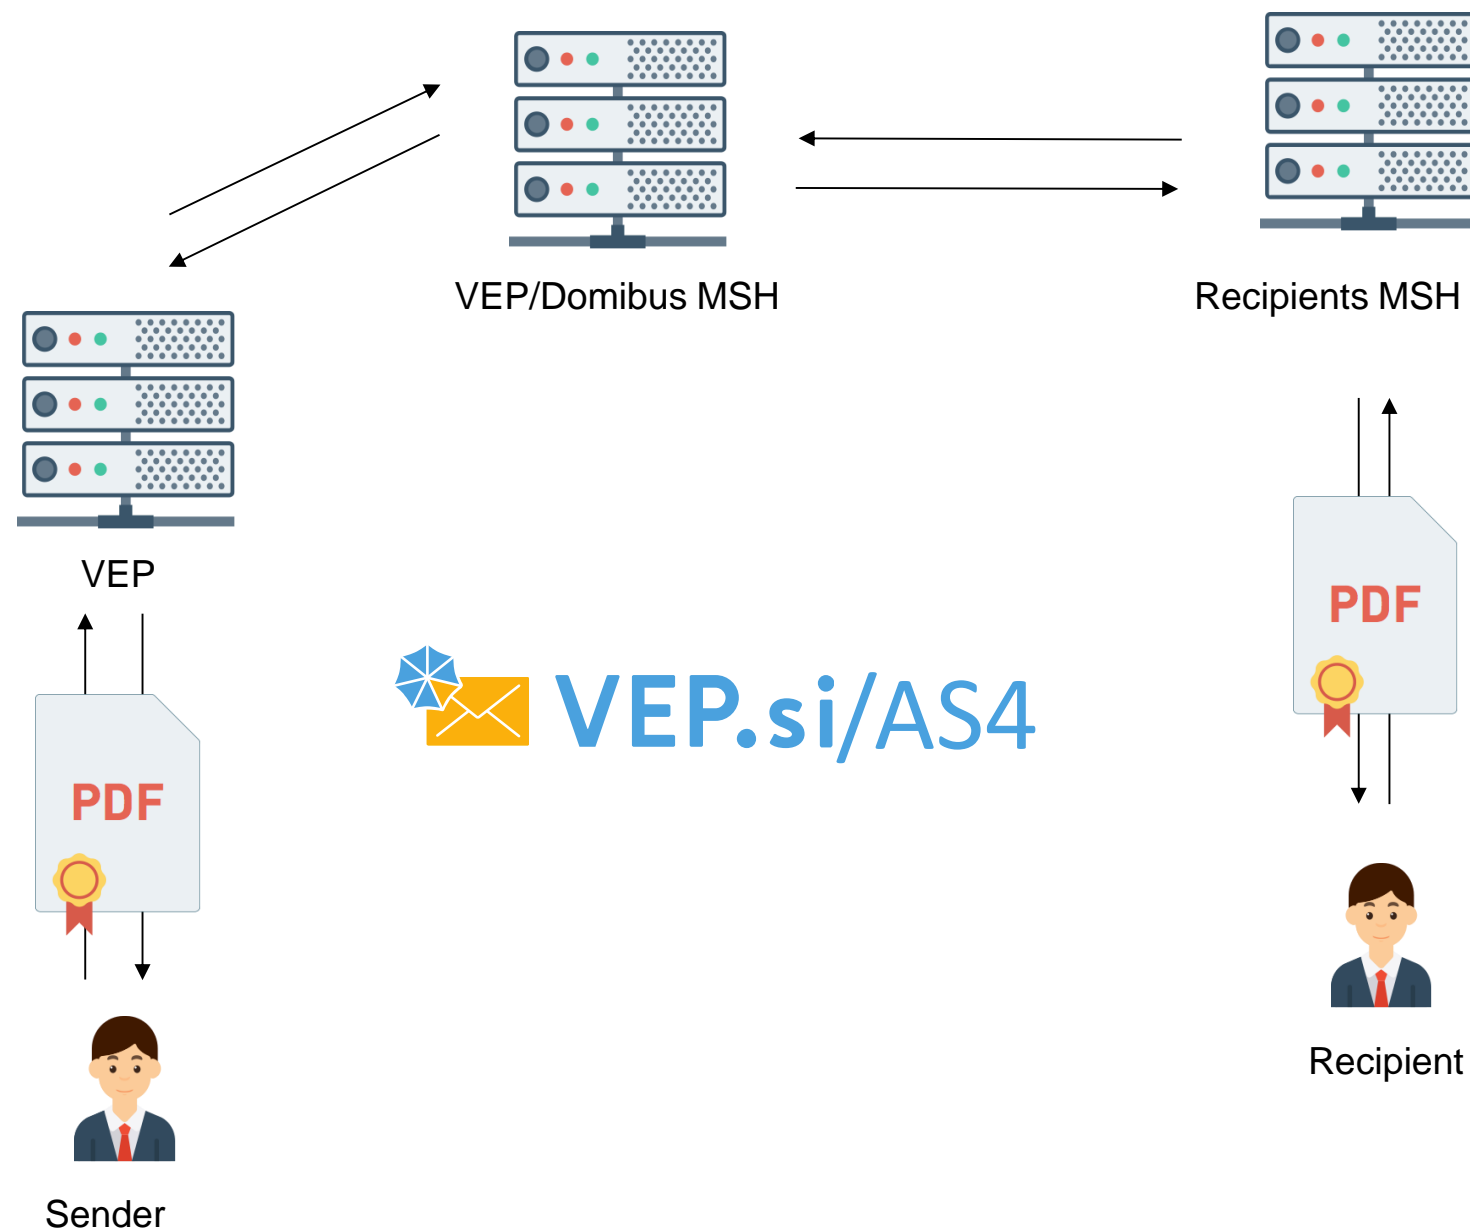 VEP/Domibus MSH
Recipients MSH
VEP
PDF
PDF
VEP.si/AS4
Recipient
Sender